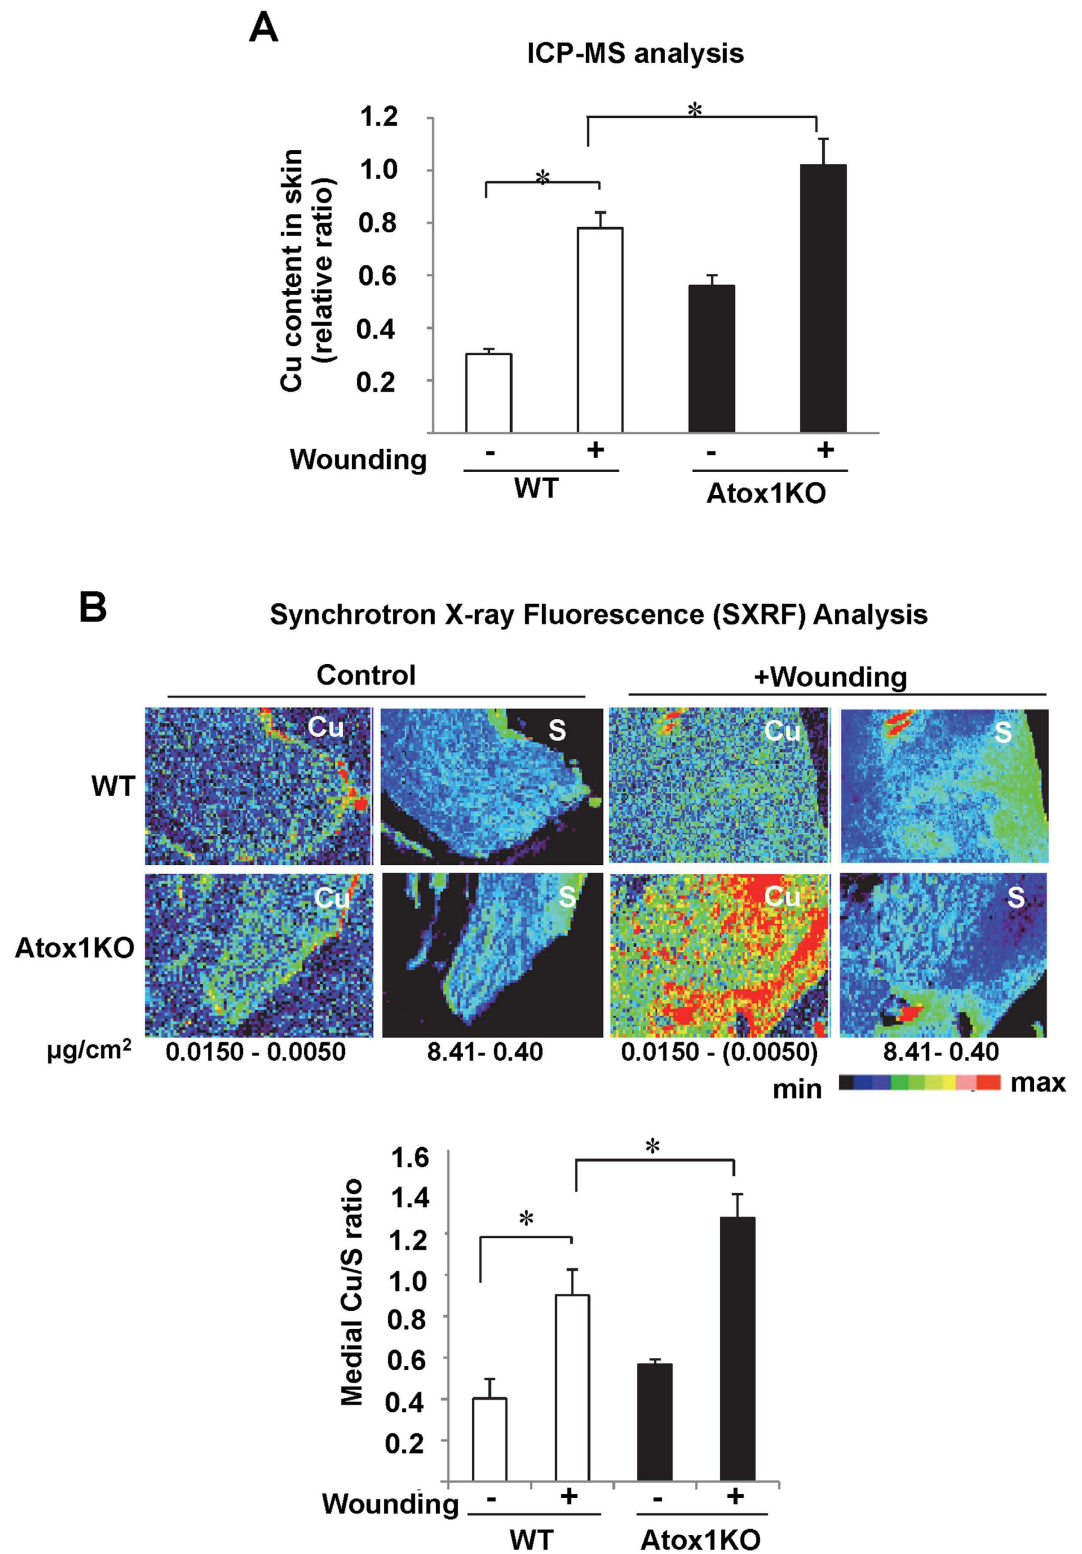 A
ICP-MS analysis
Cu content in skin
(relative ratio)
1.2
1.0
0.8
0.6
0.4
0.2
*
*
Wounding - + - +
WT Atox1KO
B
Synchrotron X-ray Fluorescence (SXRF) Analysis
Control +Wounding
WT Cu S Cu S
Atox1KO Cu S Cu S
µg/cm² 0.0150 - 0.0050 8.41- 0.40 0.0150 - (0.0050) 8.41- 0.40
min max
Medial Cu/S ratio
1.6
1.4
1.2
1.0
0.8
0.6
0.4
0.2
*
*
Wounding - + - +
WT Atox1KO